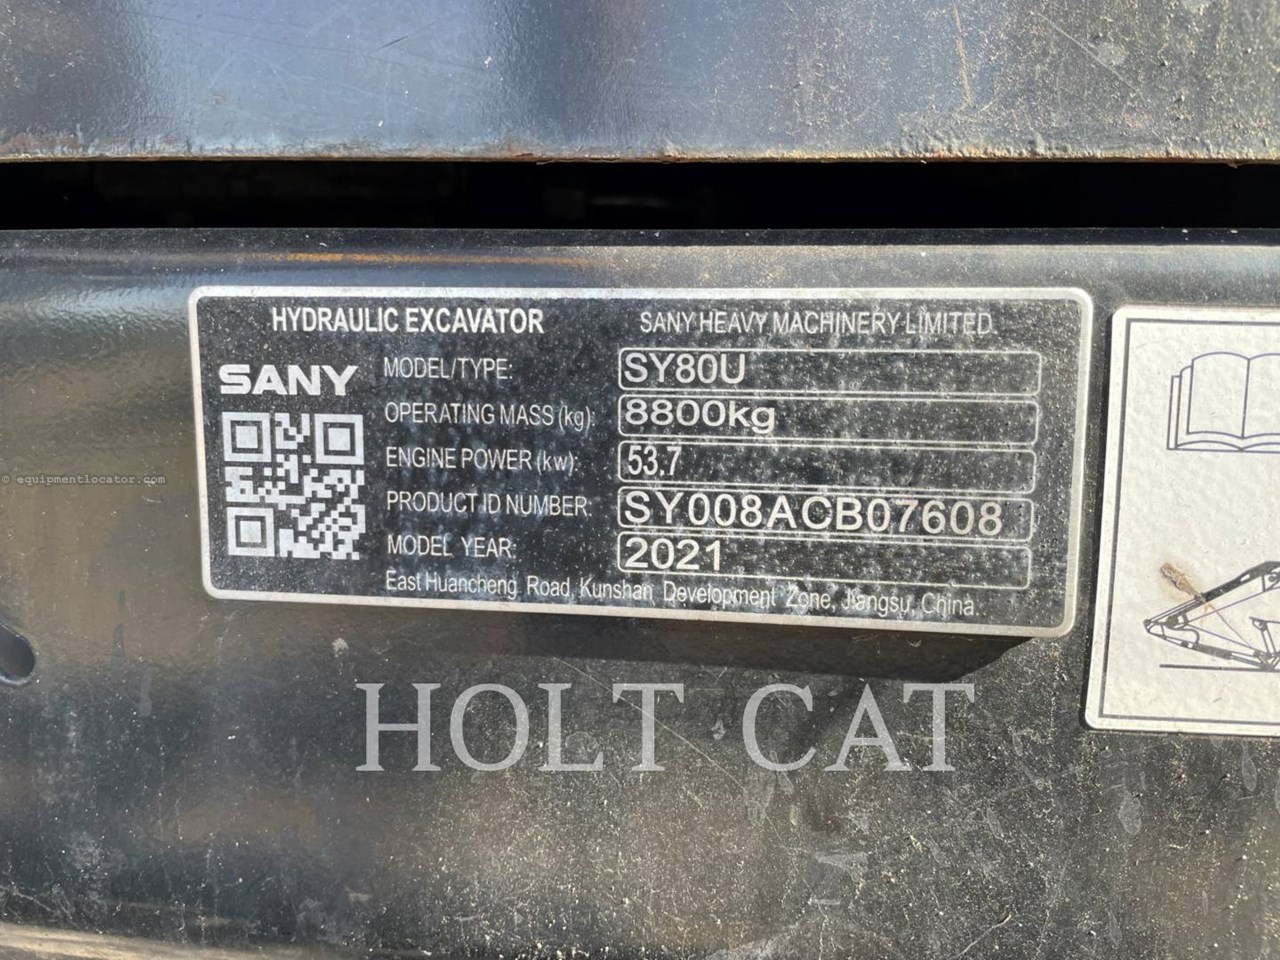 HYDRAULIC EXCAVATOR SANY HEAVY MACHINERY LIMITED
SANY
MODEL/TYPE: SY80U
OPERATING MASS (kg): 8800kg
ENGINE POWER (kw): 53.7
PRODUCT ID NUMBER: SY008ACB07608
MODEL YEAR: 2021
East Huancheng Road, Kunshan Development Zone, Jiangsu, China.
© equipmentlocator.com
HOLT CAT